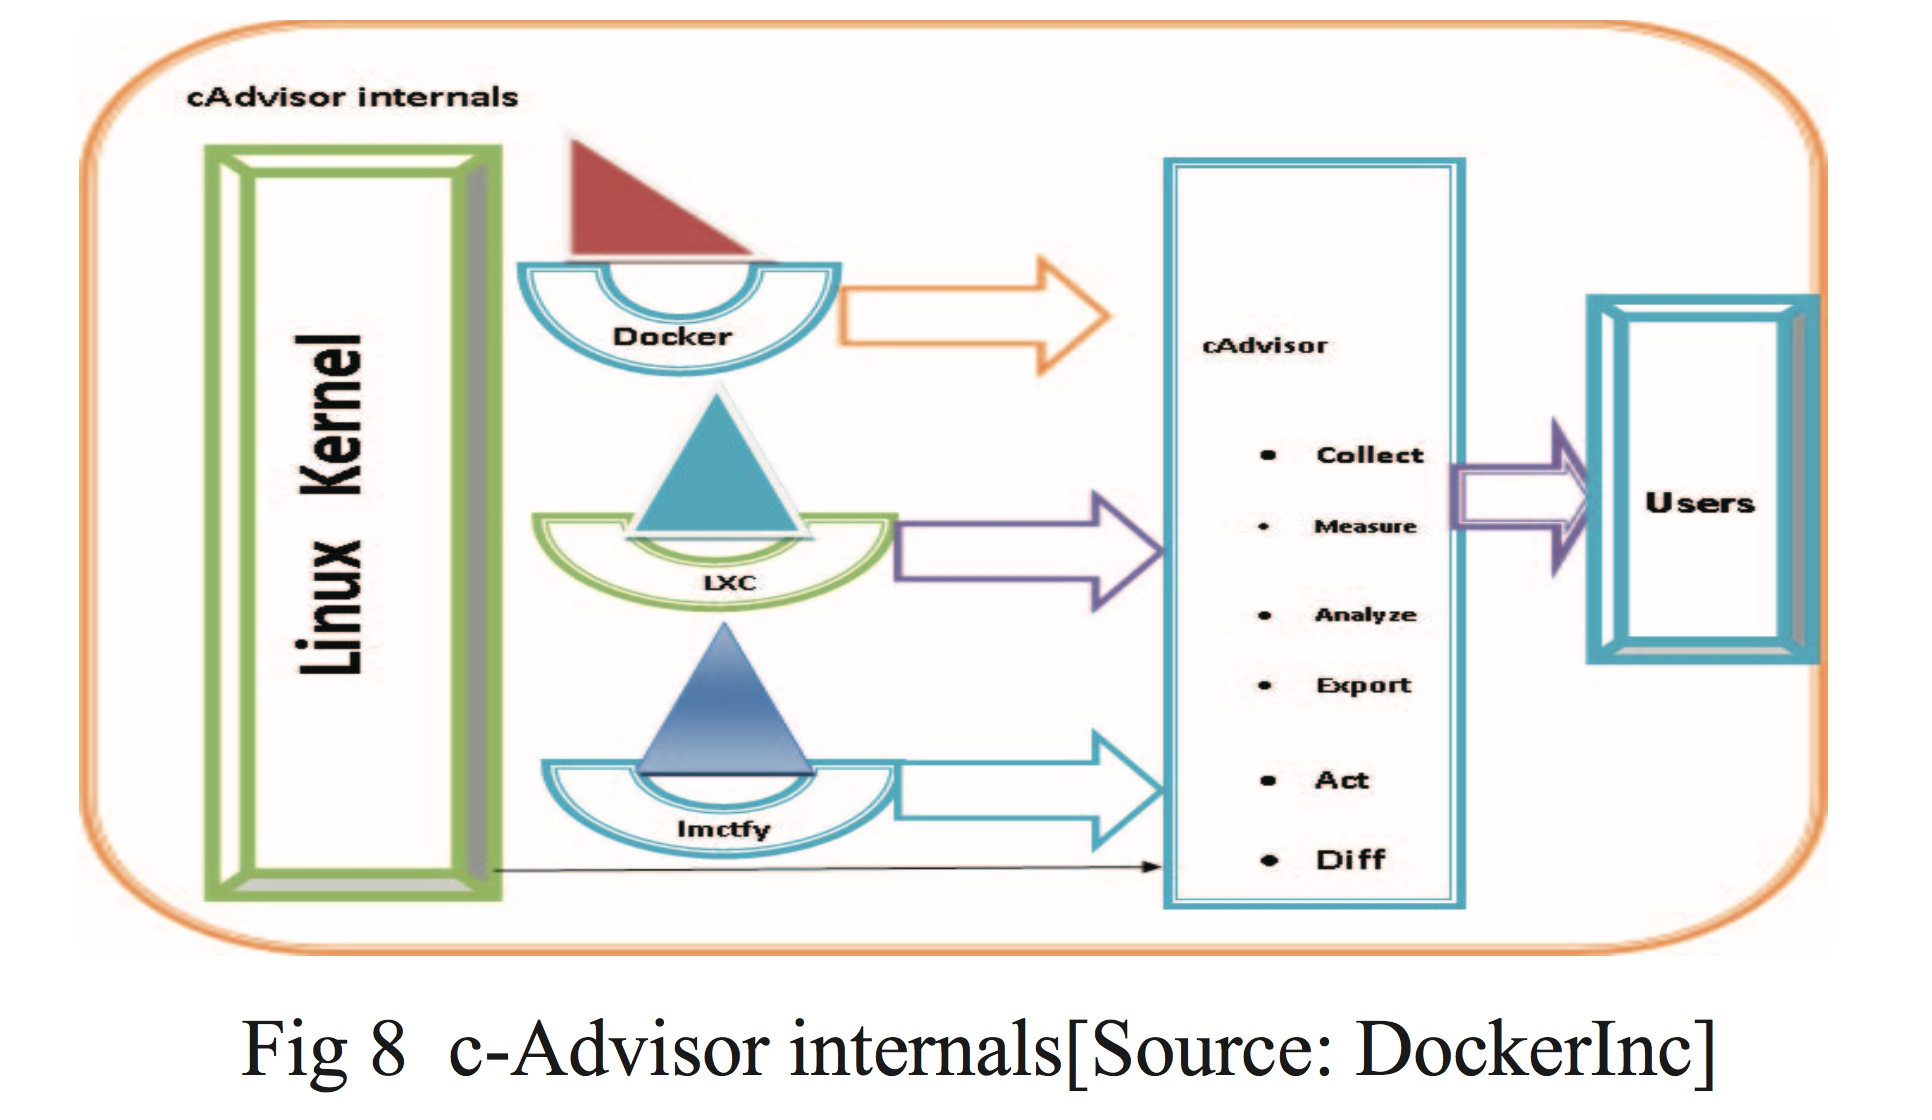 cAdvisor internals
Linux Kernel
Docker
LXC
lmctfy
cAdvisor
• Collect
• Measure
• Analyze
• Export
• Act
• Diff
Users
Fig 8 c-Advisor internals[Source: DockerInc]